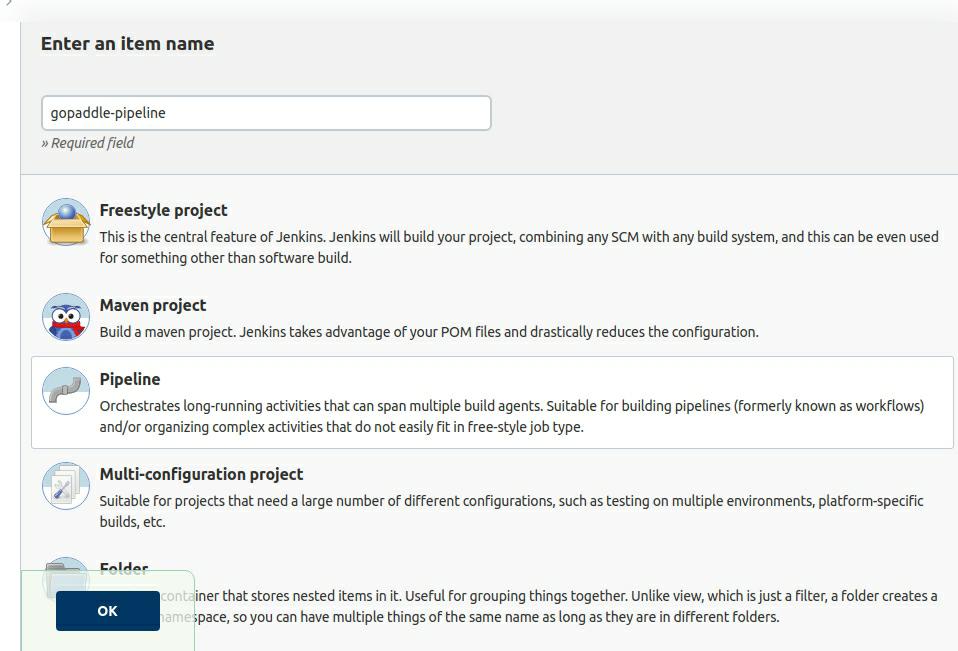 Enter an item name
gopaddle-pipeline
» Required field
Freestyle project
This is the central feature of Jenkins. Jenkins will build your project, combining any SCM with any build system, and this can be even used
for something other than software build.
Maven project
Build a maven project. Jenkins takes advantage of your POM files and drastically reduces the configuration.
Pipeline
Orchestrates long-running activities that can span multiple build agents. Suitable for building pipelines (formerly known as workflows)
and/or organizing complex activities that do not easily fit in free-style job type.
Multi-configuration project
Suitable for projects that need a large number of different configurations, such as testing on multiple environments, platform-specific
builds, etc.
Folder
container that stores nested items in it. Useful for grouping things together. Unlike view, which is just a filter, a folder creates a
namespace, so you can have multiple things of the same name as long as they are in different folders.
OK